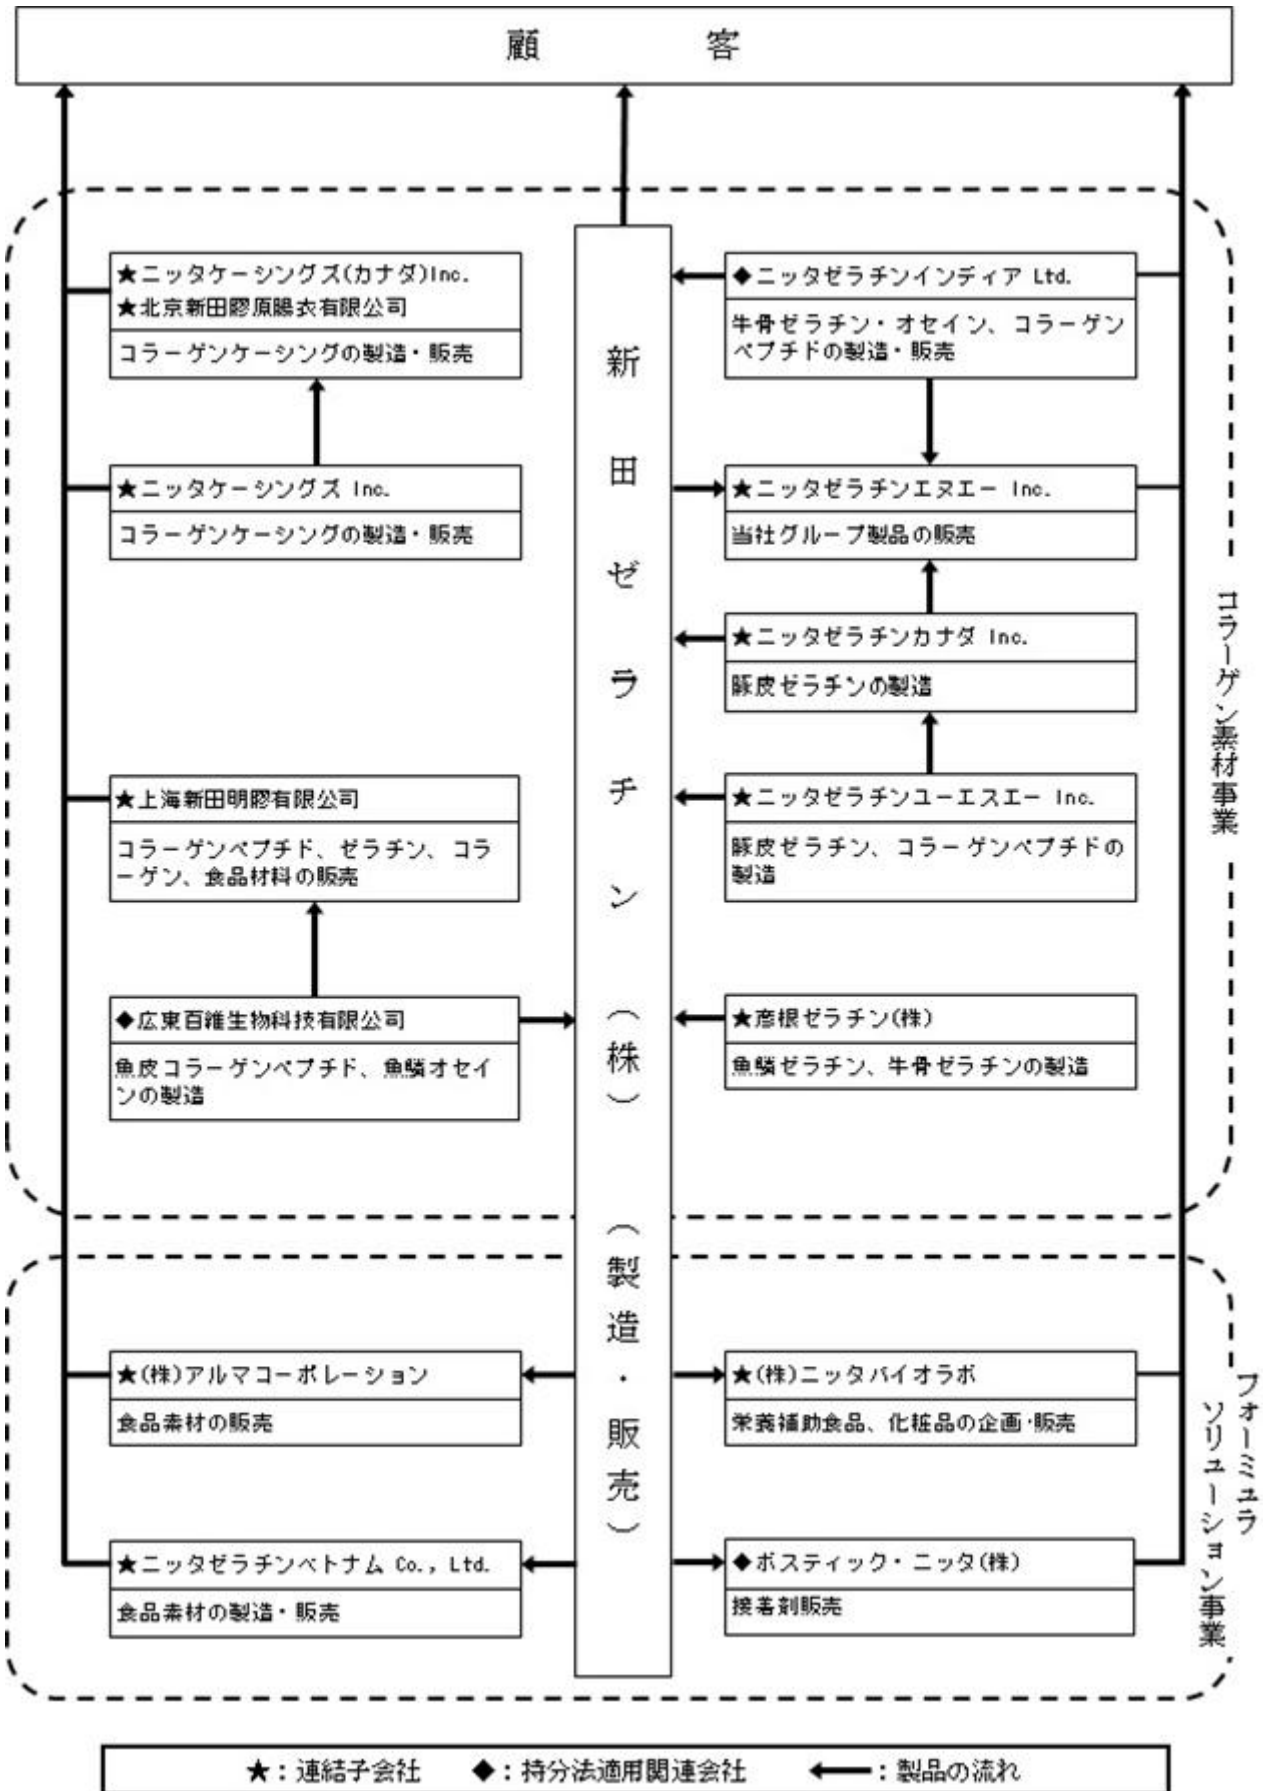 顧客
★ニッタケーシングズ(カナダ)Inc.
★北京新田膠原腸衣有限公司
コラーゲンケーシングの製造・販売
★ニッタケーシングズ Inc.
コラーゲンケーシングの製造・販売
★上海新田明膠有限公司
コラーゲンペプチド、ゼラチン、コラ
ーゲン、食品材料の販売
◆広東百維生物科技有限公司
魚皮コラーゲンペプチド、魚鱗オセイ
ンの製造
新田ゼラチン(株)(製造・販売)
◆ニッタゼラチンインディア Ltd.
牛骨ゼラチン・オセイン、コラーゲン
ペプチドの製造・販売
★ニッタゼラチンエヌエー Inc.
当社グループ製品の販売
★ニッタゼラチンカナダ Inc.
豚皮ゼラチンの製造
★ニッタゼラチンユーエスエー Inc.
豚皮ゼラチン、コラーゲンペプチドの
製造
★彦根ゼラチン(株)
魚鱗ゼラチン、牛骨ゼラチンの製造
コラーゲン素材事業
★(株)アルマコーポレーション
食品素材の販売
★ニッタゼラチンベトナム Co., Ltd.
食品素材の製造・販売
★(株)ニッタバイオラボ
栄養補助食品、化粧品の企画・販売
◆ボスティック・ニッタ(株)
接着剤販売
フォーミュラ
ソリューション事業
★：連結子会社 ◆：持分法適用関連会社 ←：製品の流れ